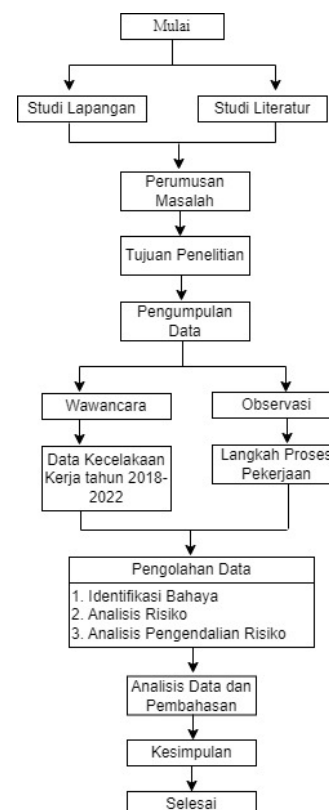 Mulai
Studi Lapangan
Studi Literatur
Perumusan
Masalah
Tujuan Penelitian
Pengumpulan
Data
Wawancara
Observasi
Data Kecelakaan
Kerja tahun 2018-
2022
Langkah Proses
Pekerjaan
Pengolahan Data
1. Identifikasi Bahaya
2. Analisis Risiko
3. Analisis Pengendalian Risiko
Analisis Data dan
Pembahasan
Kesimpulan
Selesai